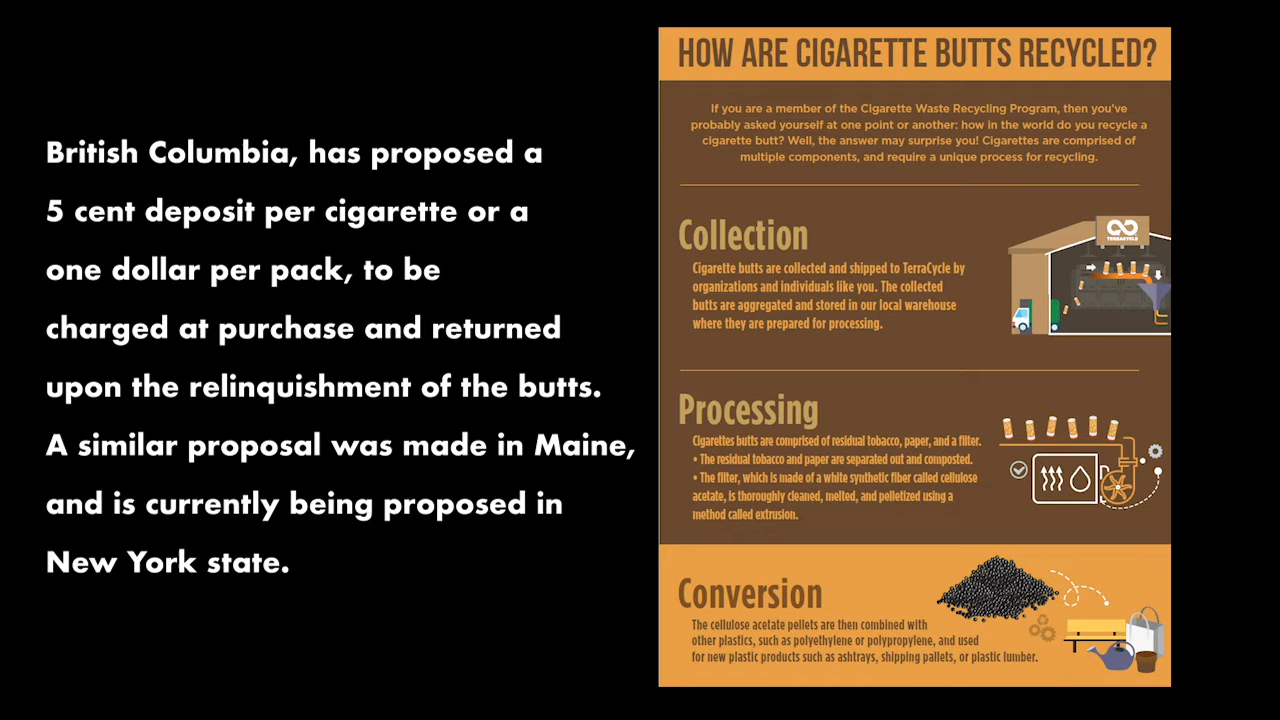 British Columbia, has proposed a
5 cent deposit per cigarette or a
one dollar per pack, to be
charged at purchase and returned
upon the relinquishment of the butts.
A similar proposal was made in Maine,
and is currently being proposed in
New York state.
HOW ARE CIGARETTE BUTTS RECYCLED?
If you are a member of the Cigarette Waste Recycling Program, then you've
probably asked yourself at one point or another: how in the world do you recycle a
cigarette butt? Well, the answer may surprise you! Cigarettes are comprised of
multiple components, and require a unique process for recycling.
Collection
Cigarette butts are collected and shipped to TerraCycle by
organizations and individuals like you. The collected
butts are aggregated and stored in our local warehouse
where they are prepared for processing.
TERRACYCLE
Processing
Cigarettes butts are comprised of residual tobacco, paper, and a filter.
• The residual tobacco and paper are separated out and composted.
• The filter, which is made of a white synthetic fiber called cellulose
acetate, is thoroughly cleaned, melted, and pelletized using a
method called extrusion.
Conversion
The cellulose acetate pellets are then combined with
other plastics, such as polyethylene or polypropylene, and used
for new plastic products such as ashtrays, shipping pallets, or plastic lumber.